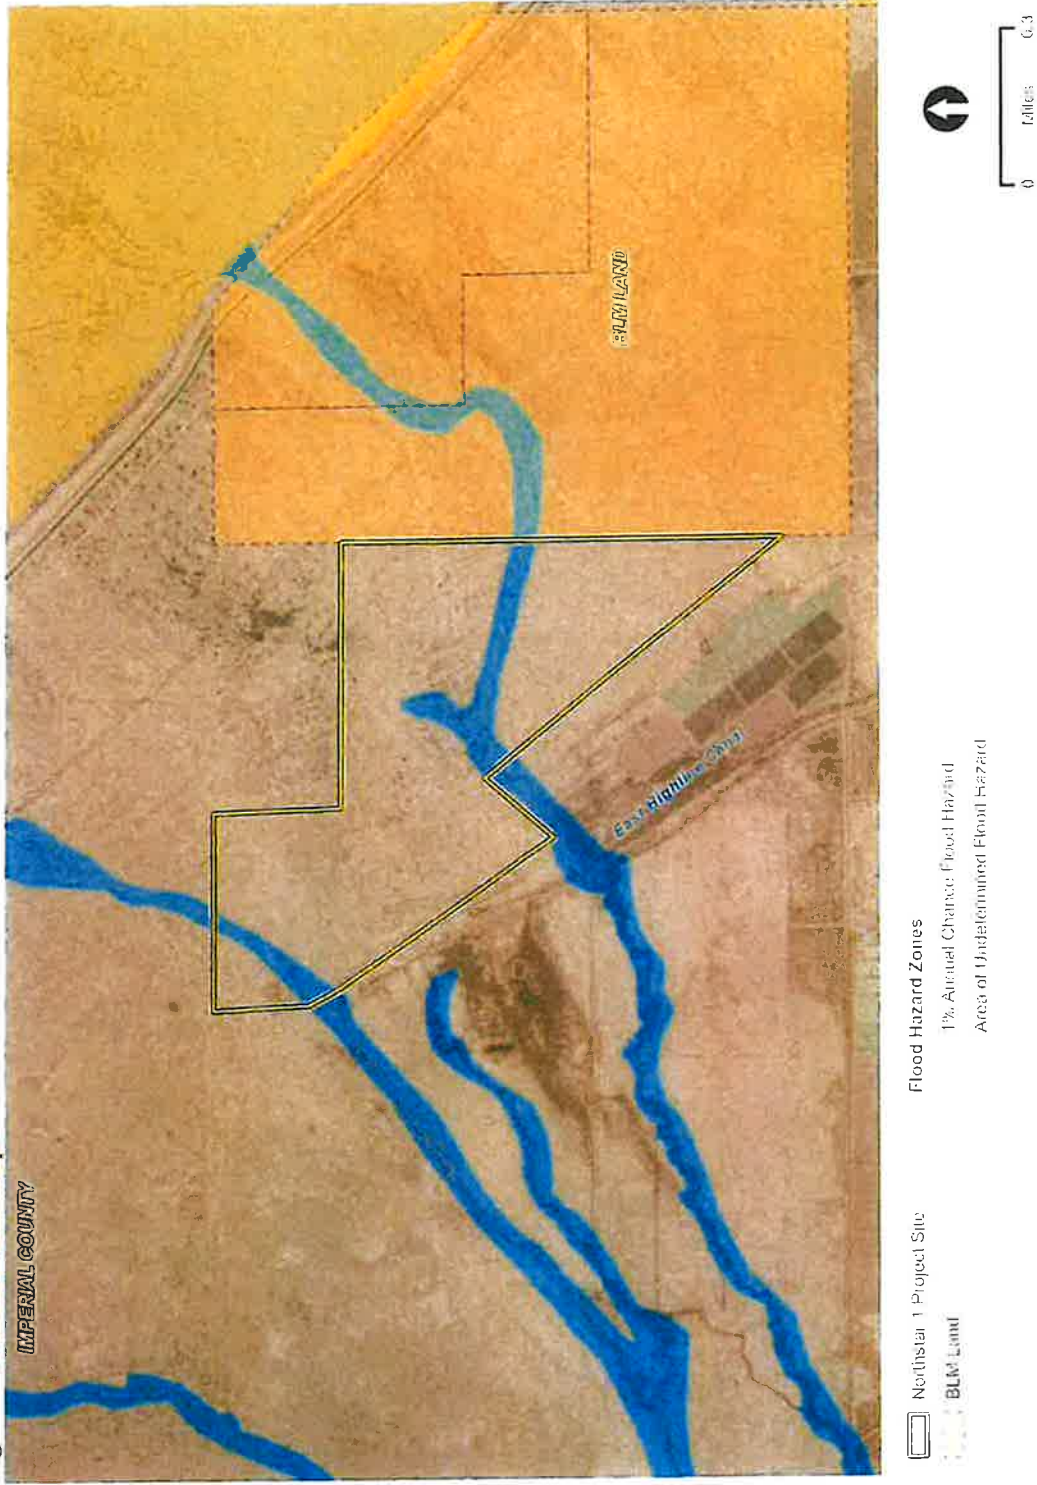 IMPERIAL COUNTY
BLM LAND
East Highline Canal
Northstar 1 Project Site
BLM Land
Flood Hazard Zones
1% Annual Chance Flood Hazard
Area of Undetermined Flood Hazard
0 Miles 0.3